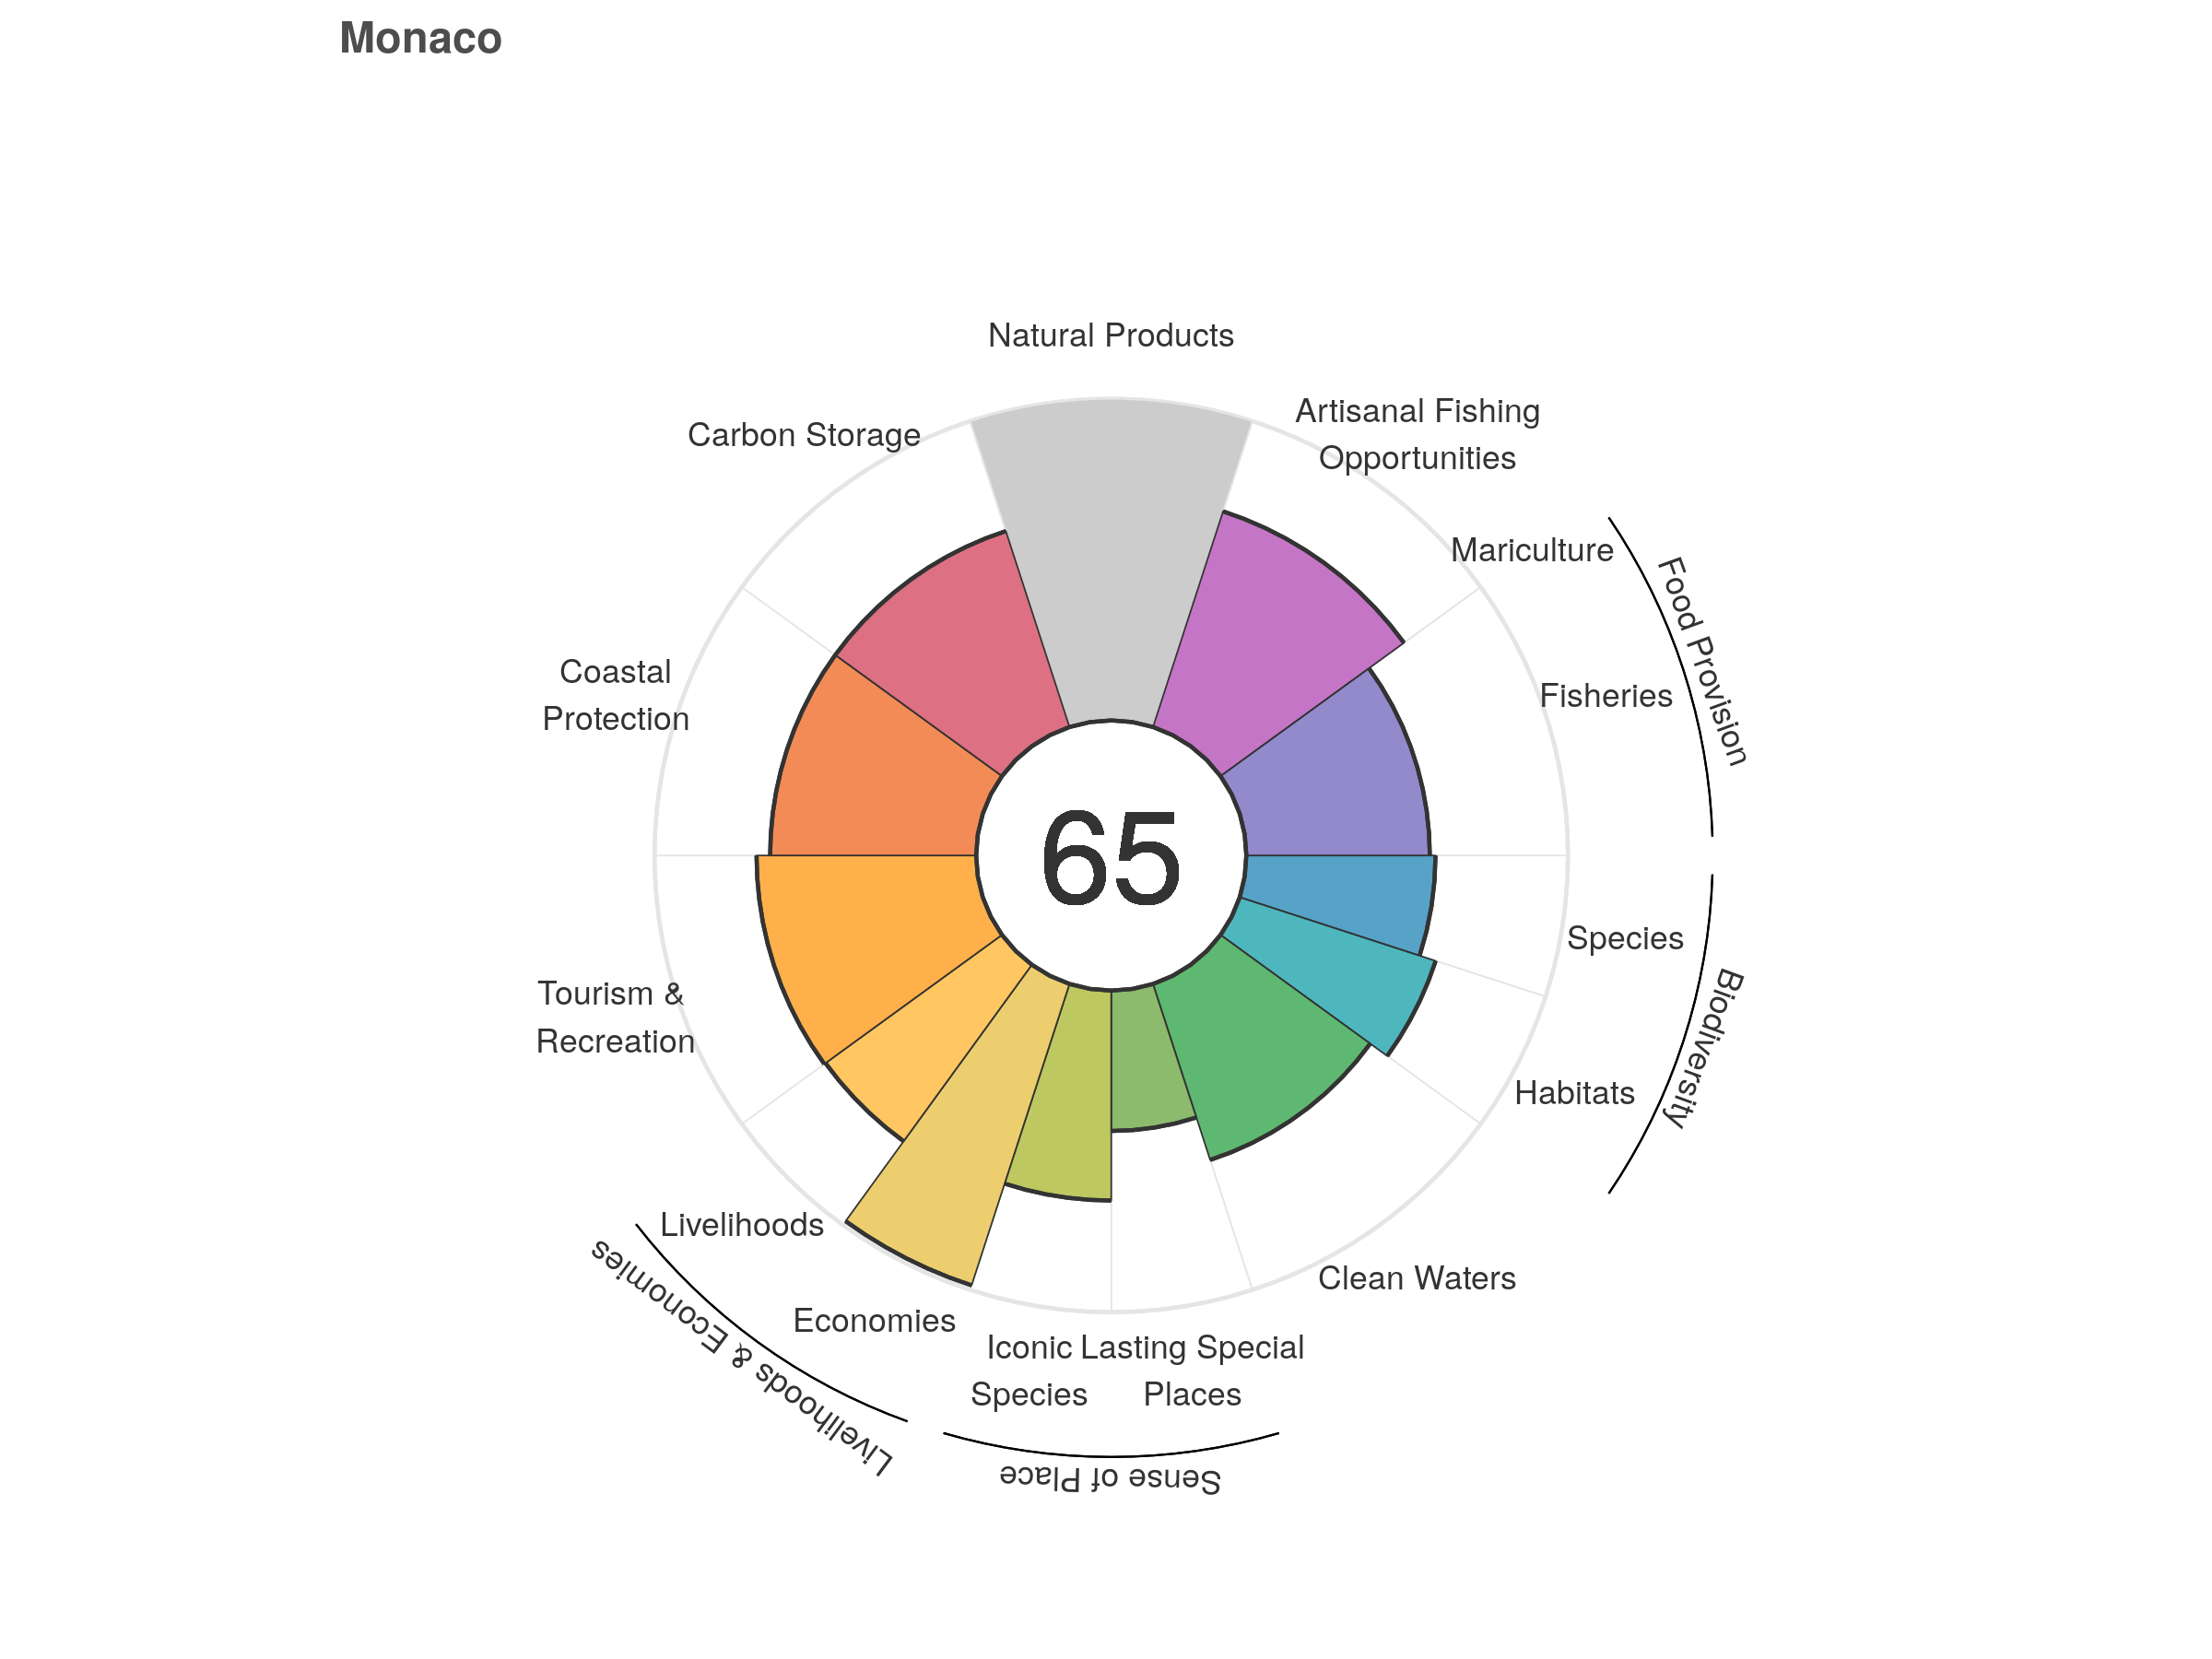 Monaco
Natural Products
Artisanal Fishing
Opportunities
Carbon Storage
Mariculture
Food Provision
Fisheries
Coastal
Protection
65
Species
Biodiversity
Tourism &
Recreation
Habitats
Livelihoods
Clean Waters
Economies
Livelihoods & Economies
Iconic
Species
Lasting Special
Places
Sense of Place